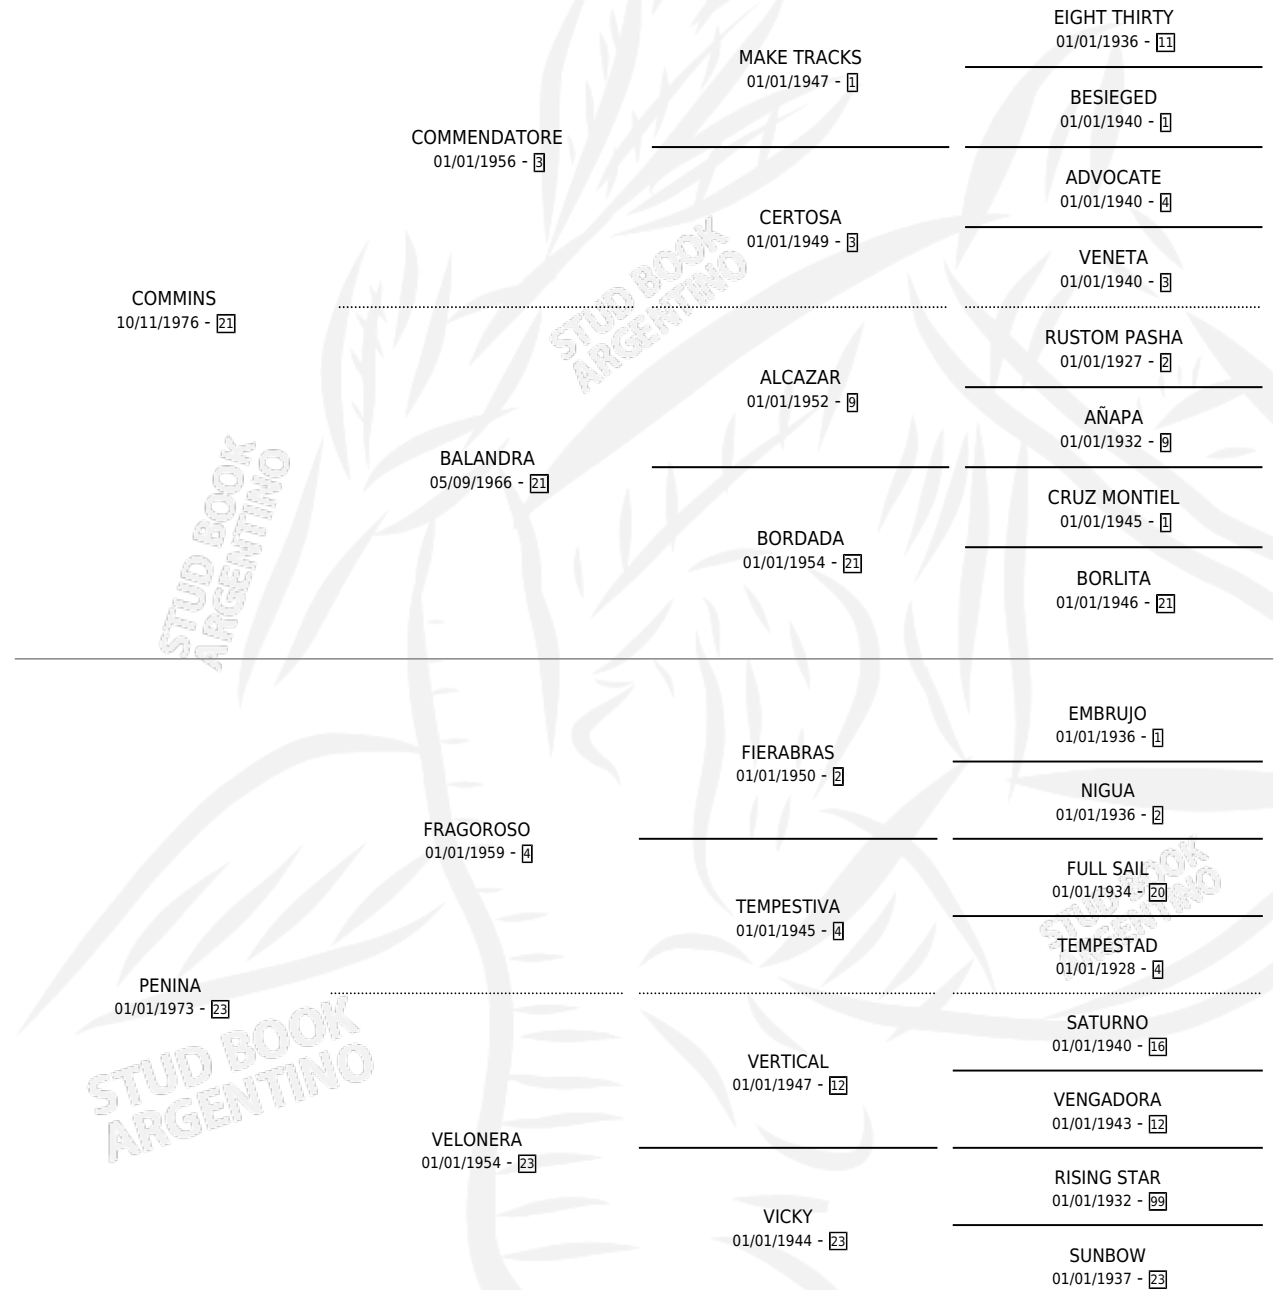 EIGHT THIRTY
01/01/1936 - 11
MAKE TRACKS
01/01/1947 - 1
BESIEGED
01/01/1940 - 1
COMMENDATORE
01/01/1956 - 3
ADVOCATE
01/01/1940 - 4
CERTOSA
01/01/1949 - 3
VENETA
01/01/1940 - 3
COMMINS
10/11/1976 - 21
RUSTOM PASHA
01/01/1927 - 2
ALCAZAR
01/01/1952 - 9
AÑAPA
01/01/1932 - 9
BALANDRA
05/09/1966 - 21
CRUZ MONTIEL
01/01/1945 - 1
BORDADA
01/01/1954 - 21
BORLITA
01/01/1946 - 21
EMBRUJO
01/01/1936 - 1
FIERABRAS
01/01/1950 - 2
NIGUA
01/01/1936 - 2
FRAGOROSO
01/01/1959 - 4
FULL SAIL
01/01/1934 - 20
TEMPESTIVA
01/01/1945 - 4
TEMPESTAD
01/01/1928 - 4
PENINA
01/01/1973 - 23
SATURNO
01/01/1940 - 16
VERTICAL
01/01/1947 - 12
VENGADORA
01/01/1943 - 12
VELONERA
01/01/1954 - 23
RISING STAR
01/01/1932 - 99
VICKY
01/01/1944 - 23
SUNBOW
01/01/1937 - 23
STUD BOOK
ARGENTINO
STUD BOOK
ARGENTINO
STUD BOOK
ARGENTINO
STUD BOOK
ARGENTINO